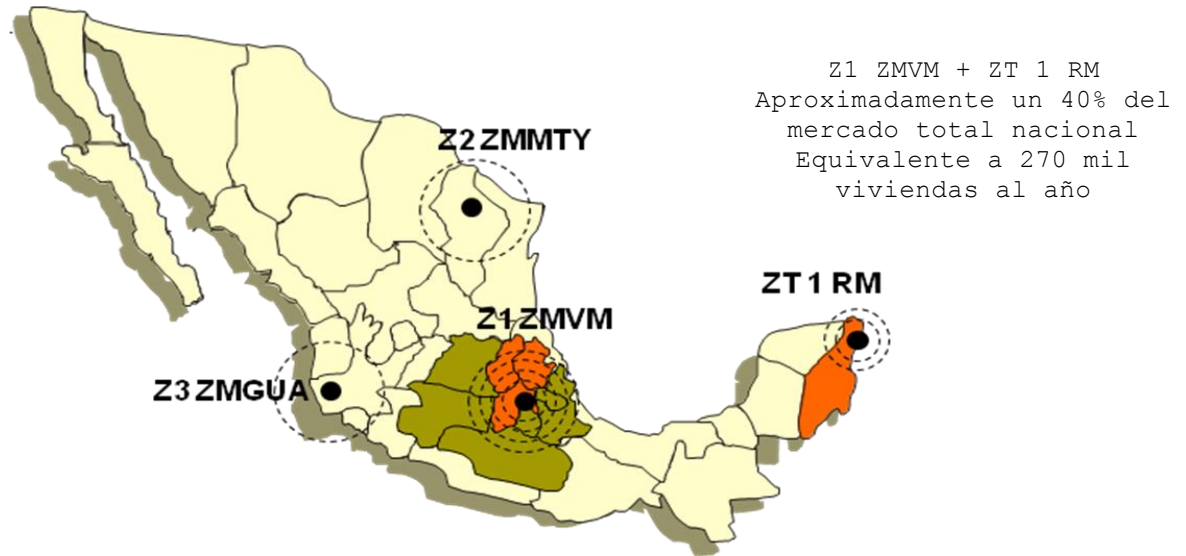 Z1 ZMVM + ZT 1 RM
Aproximadamente un 40% del
mercado total nacional
Equivalente a 270 mil
viviendas al año
Z2 ZMMTY
ZT 1 RM
Z1 ZMVM
Z3 ZMGUA